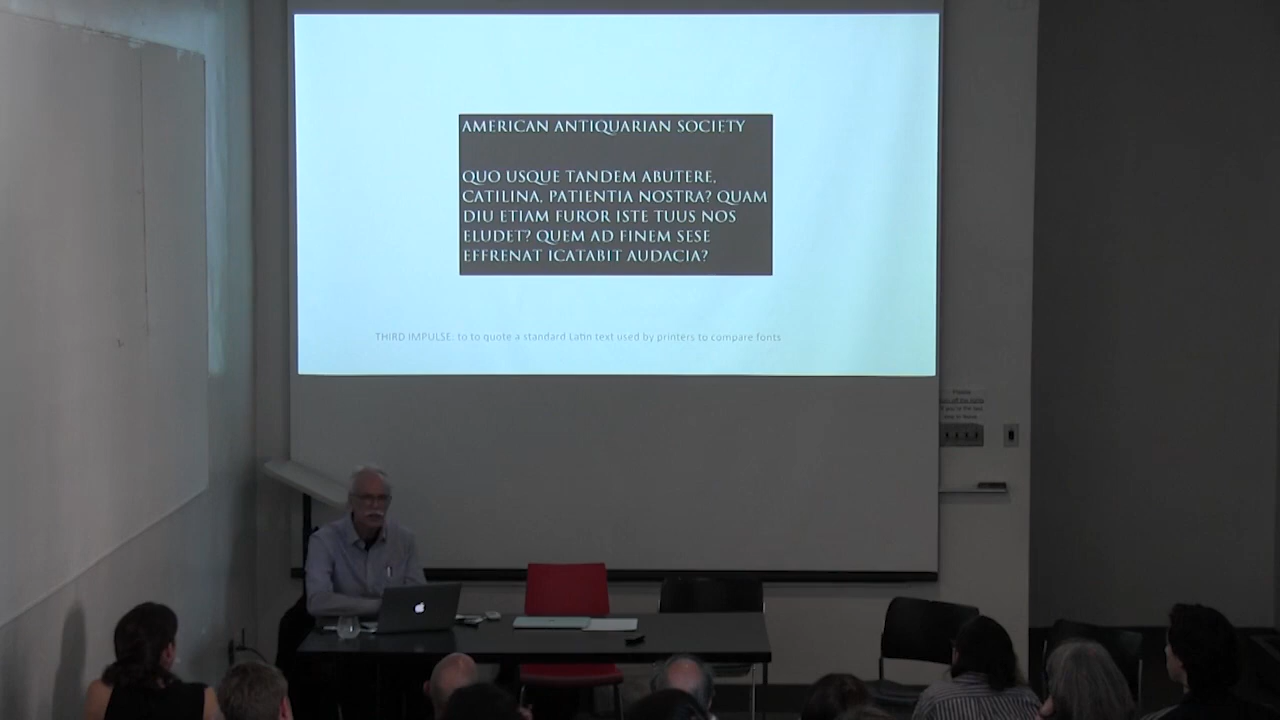 AMERICAN ANTIQUARIAN SOCIETY
QUO USQUE TANDEM ABUTERE,
CATILINA, PATIENTIA NOSTRA? QUAM
DIU ETIAM FUROR ISTE TUUS NOS
ELUDET? QUEM AD FINEM SESE
EFFRENAT ICATABIT AUDACIA?
THIRD IMPULSE: to to quote a standard Latin text used by printers to compare fonts
Please